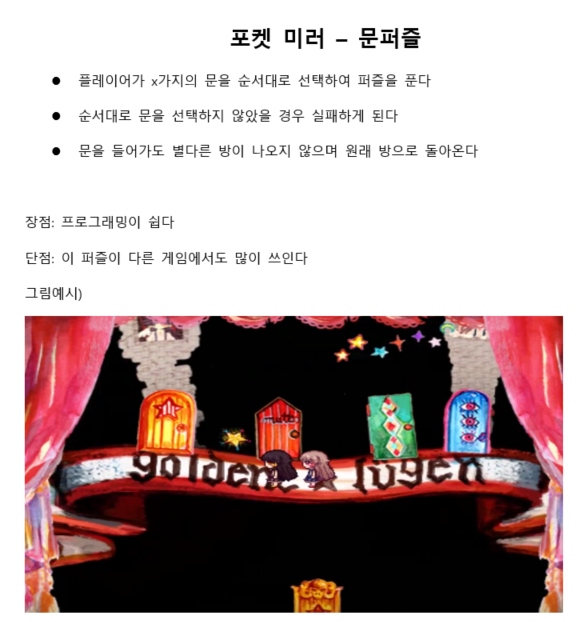 포켓 미러 – 문퍼즐
● 플레이어가 x가지의 문을 순서대로 선택하여 퍼즐을 푼다
● 순서대로 문을 선택하지 않았을 경우 실패하게 된다
● 문을 들어가도 별다른 방이 나오지 않으며 원래 방으로 돌아온다
장점: 프로그래밍이 쉽다
단점: 이 퍼즐이 다른 게임에서도 많이 쓰인다
그림예시)
goldene lugen